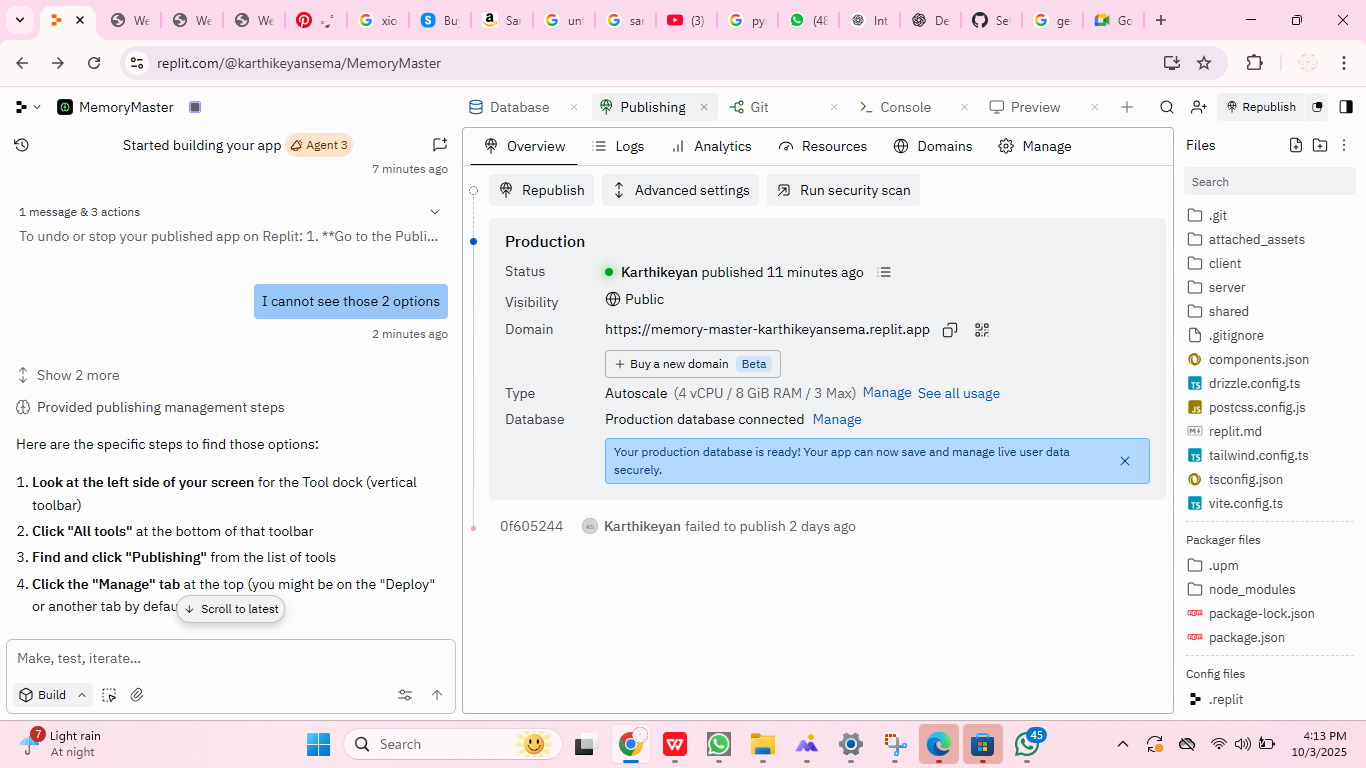 We
We
We
xio
Buy
Sar
unt
sar
(3)
py
(48
Int
De
Set
ge
Go
replit.com/@karthikeyansema/MemoryMaster
MemoryMaster
Database
Publishing
Git
Console
Preview
Republish
Started building your app
Agent 3
7 minutes ago
1 message & 3 actions
To undo or stop your published app on Replit: 1. **Go to the Publi...
I cannot see those 2 options
2 minutes ago
Show 2 more
Provided publishing management steps
Here are the specific steps to find those options:
1. Look at the left side of your screen for the Tool dock (vertical
toolbar)
2. Click "All tools" at the bottom of that toolbar
3. Find and click "Publishing" from the list of tools
4. Click the "Manage" tab at the top (you might be on the "Deploy"
or another tab by defau
Scroll to latest
Make, test, iterate...
Build
Overview
Logs
Analytics
Resources
Domains
Manage
Republish
Advanced settings
Run security scan
Production
Status
Karthikeyan published 11 minutes ago
Visibility
Public
Domain
https://memory-master-karthikeyansema.replit.app
Buy a new domain Beta
Type
Autoscale (4 vCPU / 8 GiB RAM / 3 Max) Manage See all usage
Database
Production database connected Manage
Your production database is ready! Your app can now save and manage live user data
securely.
0f605244
Karthikeyan failed to publish 2 days ago
Files
Search
.git
attached_assets
client
server
shared
.gitignore
components.json
drizzle.config.ts
postcss.config.js
replit.md
tailwind.config.ts
tsconfig.json
vite.config.ts
Packager files
.upm
node_modules
package-lock.json
package.json
Config files
.replit
7
Light rain
At night
Search
45
4:13 PM
10/3/2025